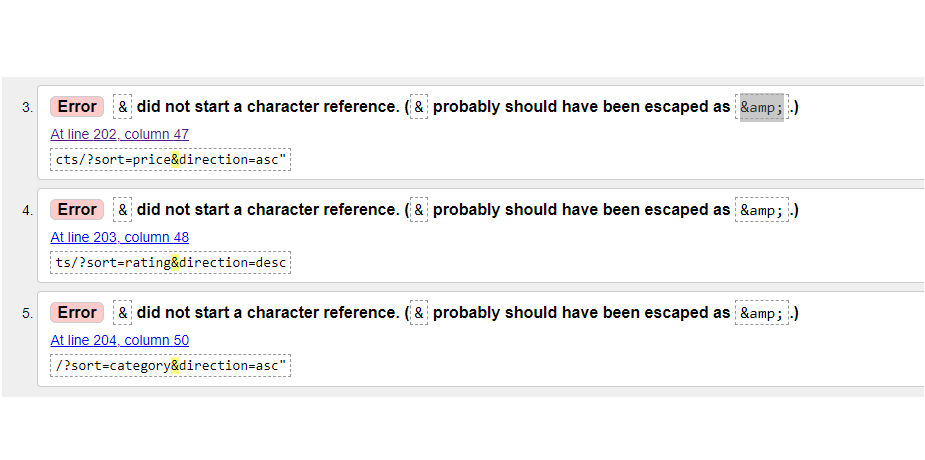 3. Error & did not start a character reference. (& probably should have been escaped as &amp;.)
At line 202, column 47
cts/?sort=price&direction=asc"
4. Error & did not start a character reference. (& probably should have been escaped as &amp;.)
At line 203, column 48
ts/?sort=rating&direction=desc
5. Error & did not start a character reference. (& probably should have been escaped as &amp;.)
At line 204, column 50
/?sort=category&direction=asc"